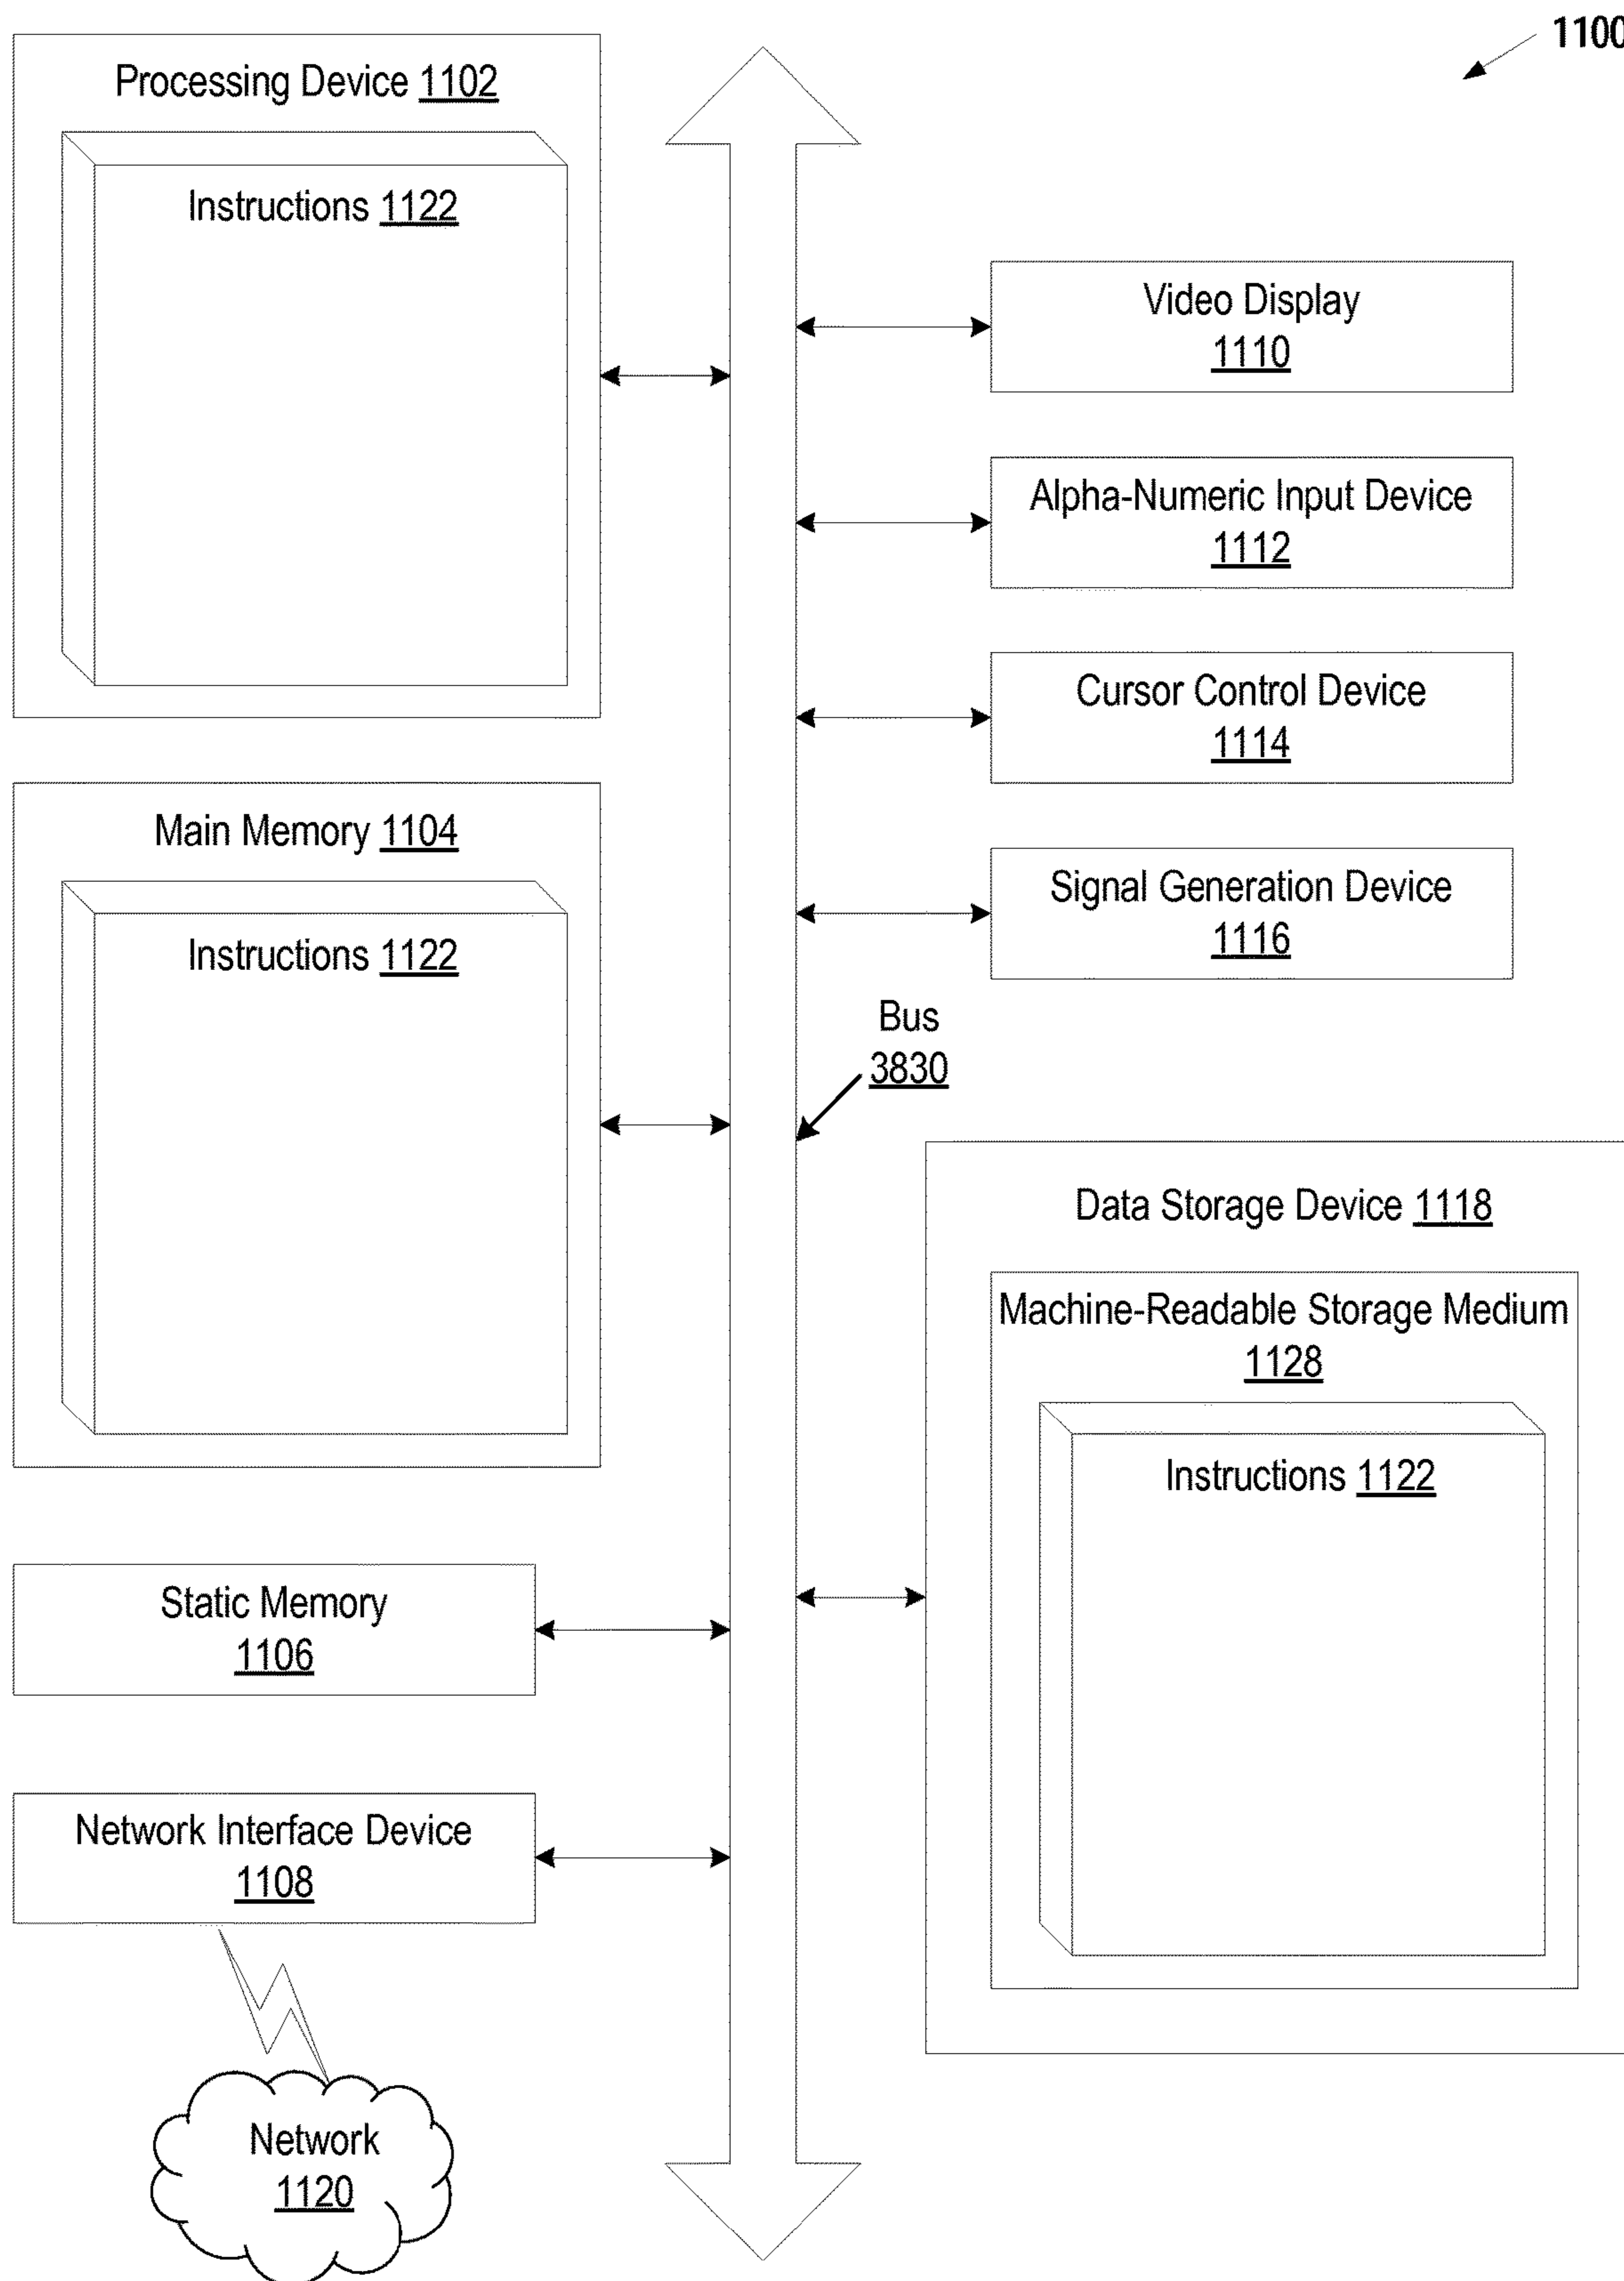 1100
Processing Device 1102
Instructions 1122
Video Display
1110
Alpha-Numeric Input Device
1112
Cursor Control Device
1114
Main Memory 1104
Instructions 1122
Signal Generation Device
1116
Bus
3830
Data Storage Device 1118
Machine-Readable Storage Medium
1128
Instructions 1122
Static Memory
1106
Network Interface Device
1108
Network
1120